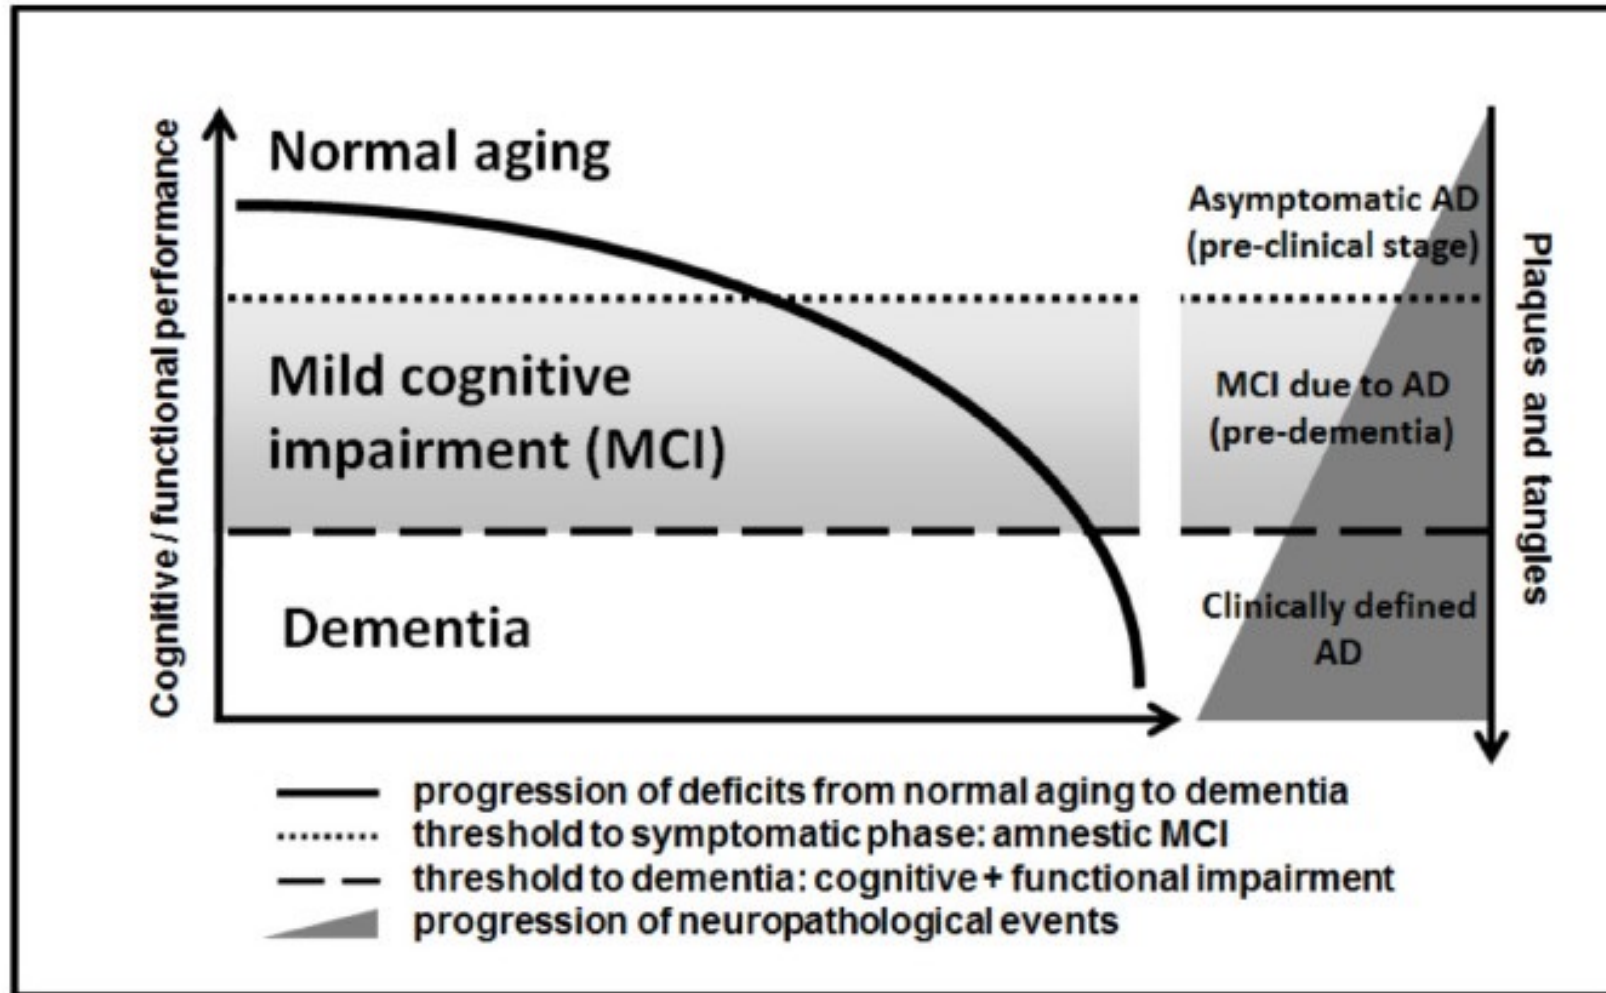 Cognitive / functional performance
Normal aging
Mild cognitive
impairment (MCI)
Dementia
Asymptomatic AD
(pre-clinical stage)
MCI due to AD
(pre-dementia)
Clinically defined
AD
Plaques and tangles
progression of deficits from normal aging to dementia
threshold to symptomatic phase: amnestic MCI
threshold to dementia: cognitive + functional impairment
progression of neuropathological events